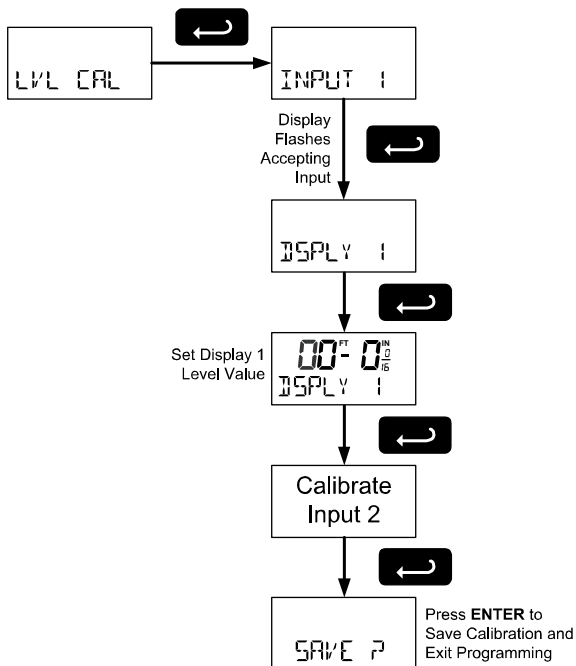 LVL CAL
INPUT 1
Display
Flashes
Accepting
Input
DSPLY 1
Set Display 1
Level Value
00 FT - 0 IN 0/16
DSPLY 1
Calibrate
Input 2
SAVE ?
Press ENTER to
Save Calibration and
Exit Programming